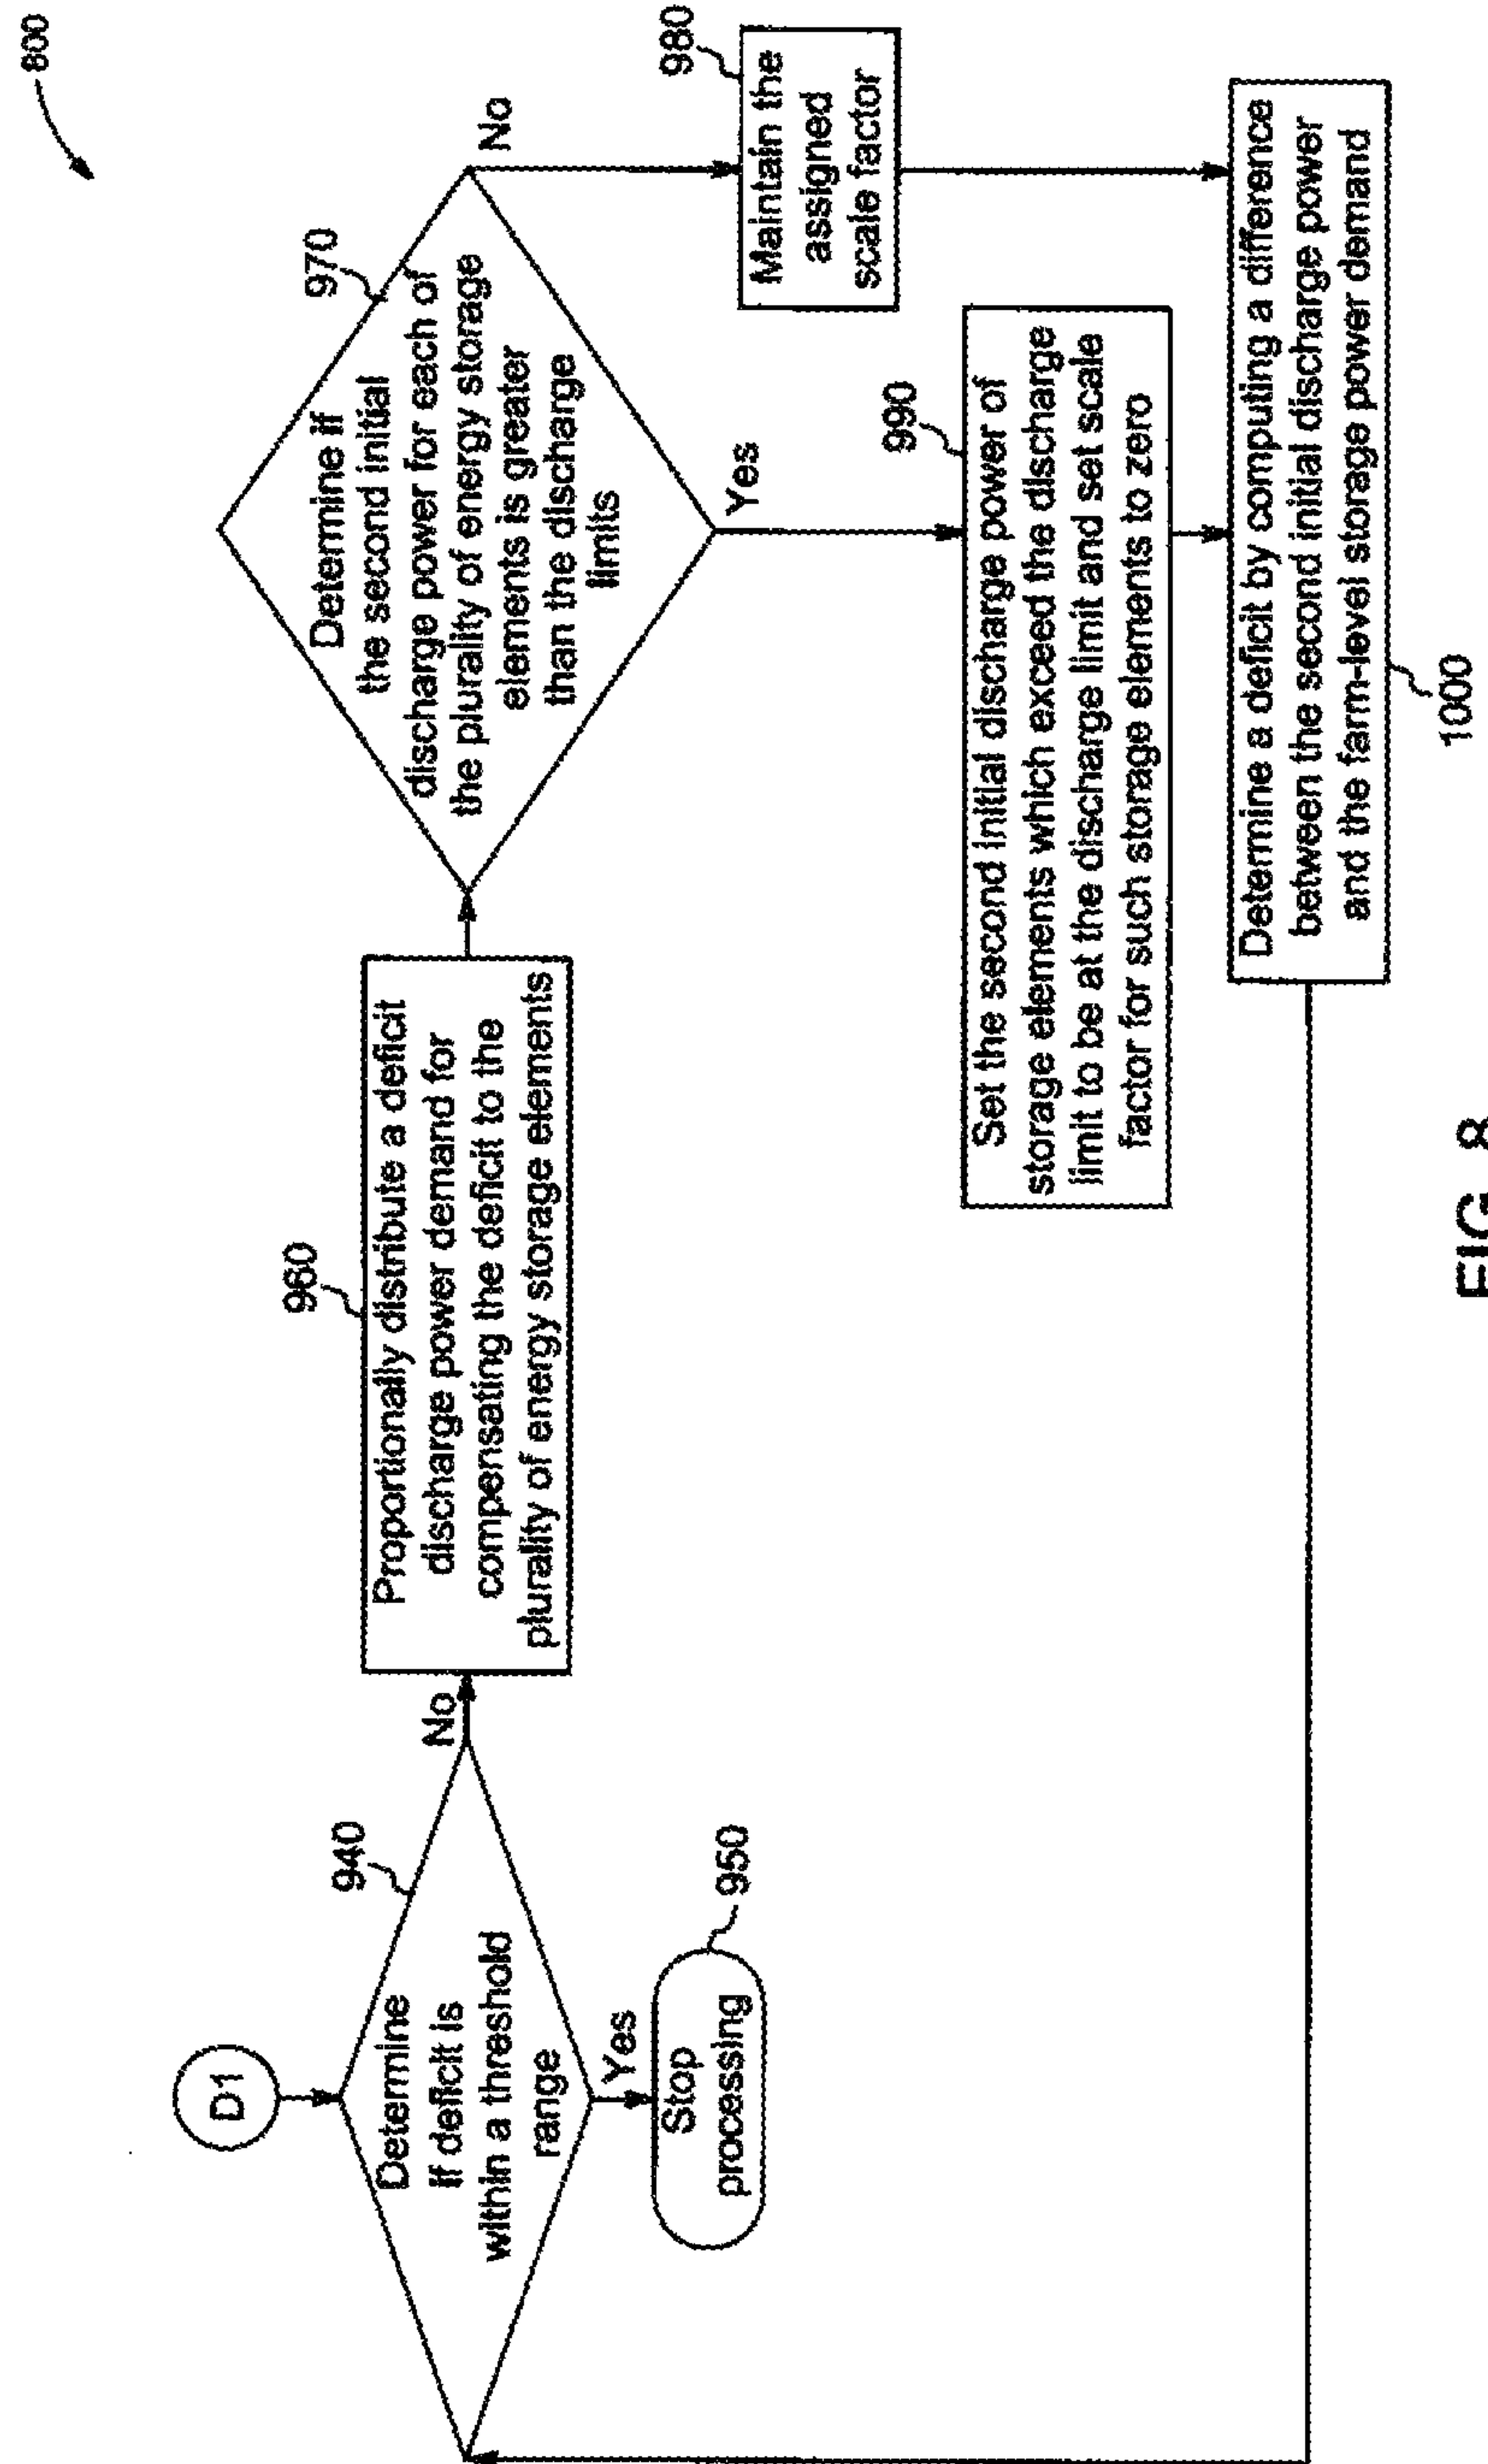 800
D1
940
Determine
if deficit is
within a threshold
range
No
Yes
950
Stop
processing
960
Proportionally distribute a deficit
discharge power demand for
compensating the deficit to the
plurality of energy storage elements
970
Determine if
the second initial
discharge power for each of
the plurality of energy storage
elements is greater
than the discharge
limits
No
Yes
980
Maintain the
assigned
scale factor
990
Set the second initial discharge power of
storage elements which exceed the discharge
limit to be at the discharge limit and set scale
factor for such storage elements to zero
Determine a deficit by computing a difference
between the second initial discharge power
and the farm-level storage power demand
1000
FIG. 8